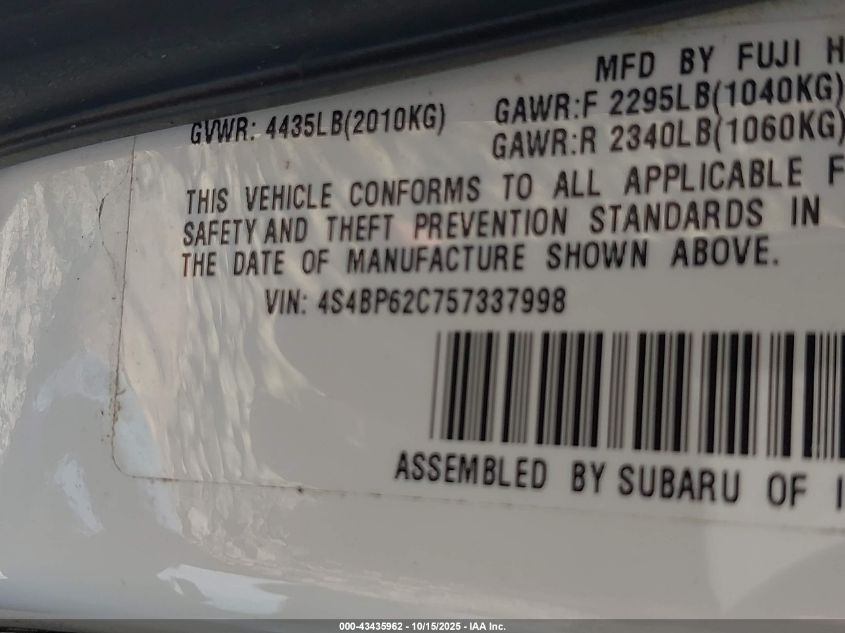 MFD BY FUJI H
GVWR: 4435LB(2010KG) GAWR:F 2295LB(1040KG)
GAWR:R 2340LB(1060KG)
THIS VEHICLE CONFORMS TO ALL APPLICABLE F
SAFETY AND THEFT PREVENTION STANDARDS IN
THE DATE OF MANUFACTURE SHOWN ABOVE.
VIN: 4S4BP62C757337998
ASSEMBLED BY SUBARU OF I
000-43435962 - 10/15/2025 - IAA Inc.